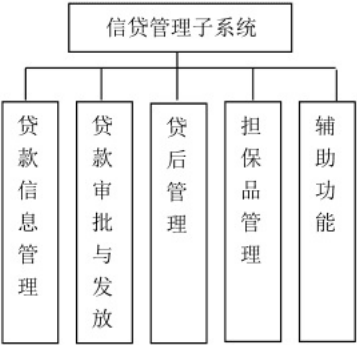 信贷管理子系统
贷款信息管理
贷款审批与发放
贷后管理
担保品管理
辅助功能